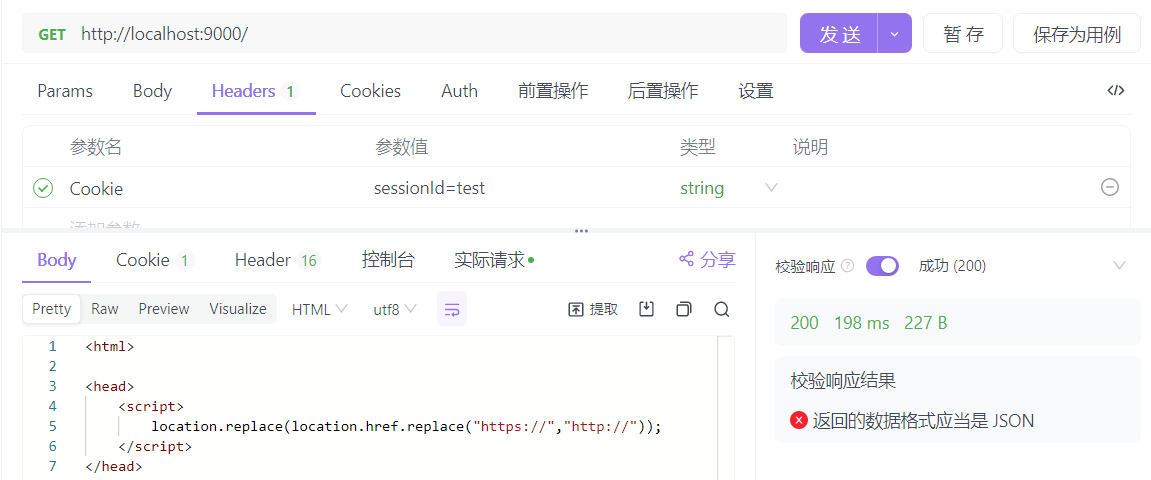 GET http://localhost:9000/ 发 送 暂 存 保存为用例
Params Body Headers 1 Cookies Auth 前置操作 后置操作 设置 </>
参数名 参数值 类型 说明
Cookie sessionId=test string
添加参数
Body Cookie 1 Header 16 控制台 实际请求 分享 校验响应 ? 成功 (200)
Pretty Raw Preview Visualize HTML utf8 提取
200 198 ms 227 B
1 <html>
2
3 <head>
4 <script>
5 location.replace(location.href.replace("https://","http://"));
6 </script>
7 </head>
校验响应结果
返回的数据格式应当是 JSON